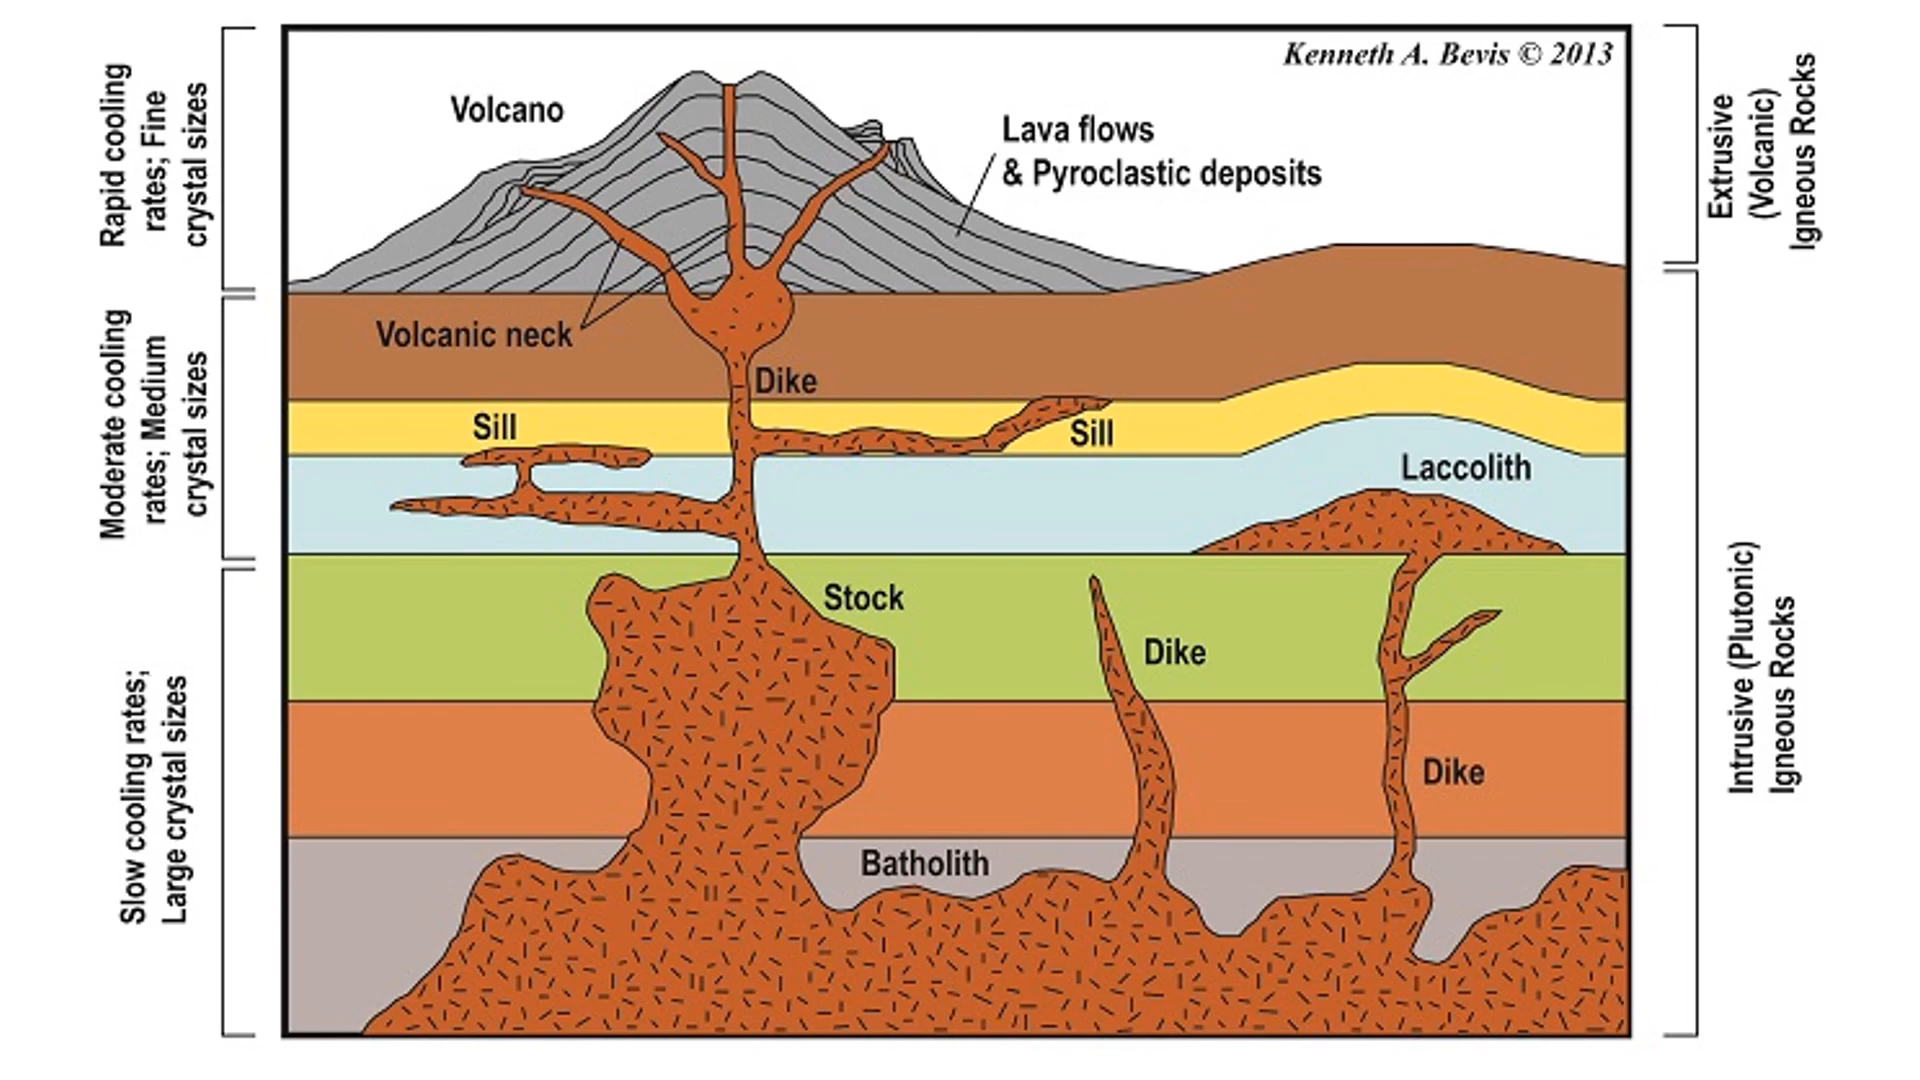 Kenneth A. Bevis © 2013
Rapid cooling
rates; Fine
crystal sizes
Moderate cooling
rates; Medium
crystal sizes
Slow cooling rates;
Large crystal sizes
Volcano
Lava flows
& Pyroclastic deposits
Volcanic neck
Dike
Sill
Sill
Laccolith
Stock
Dike
Dike
Batholith
Extrusive
(Volcanic)
Igneous Rocks
Intrusive (Plutonic)
Igneous Rocks